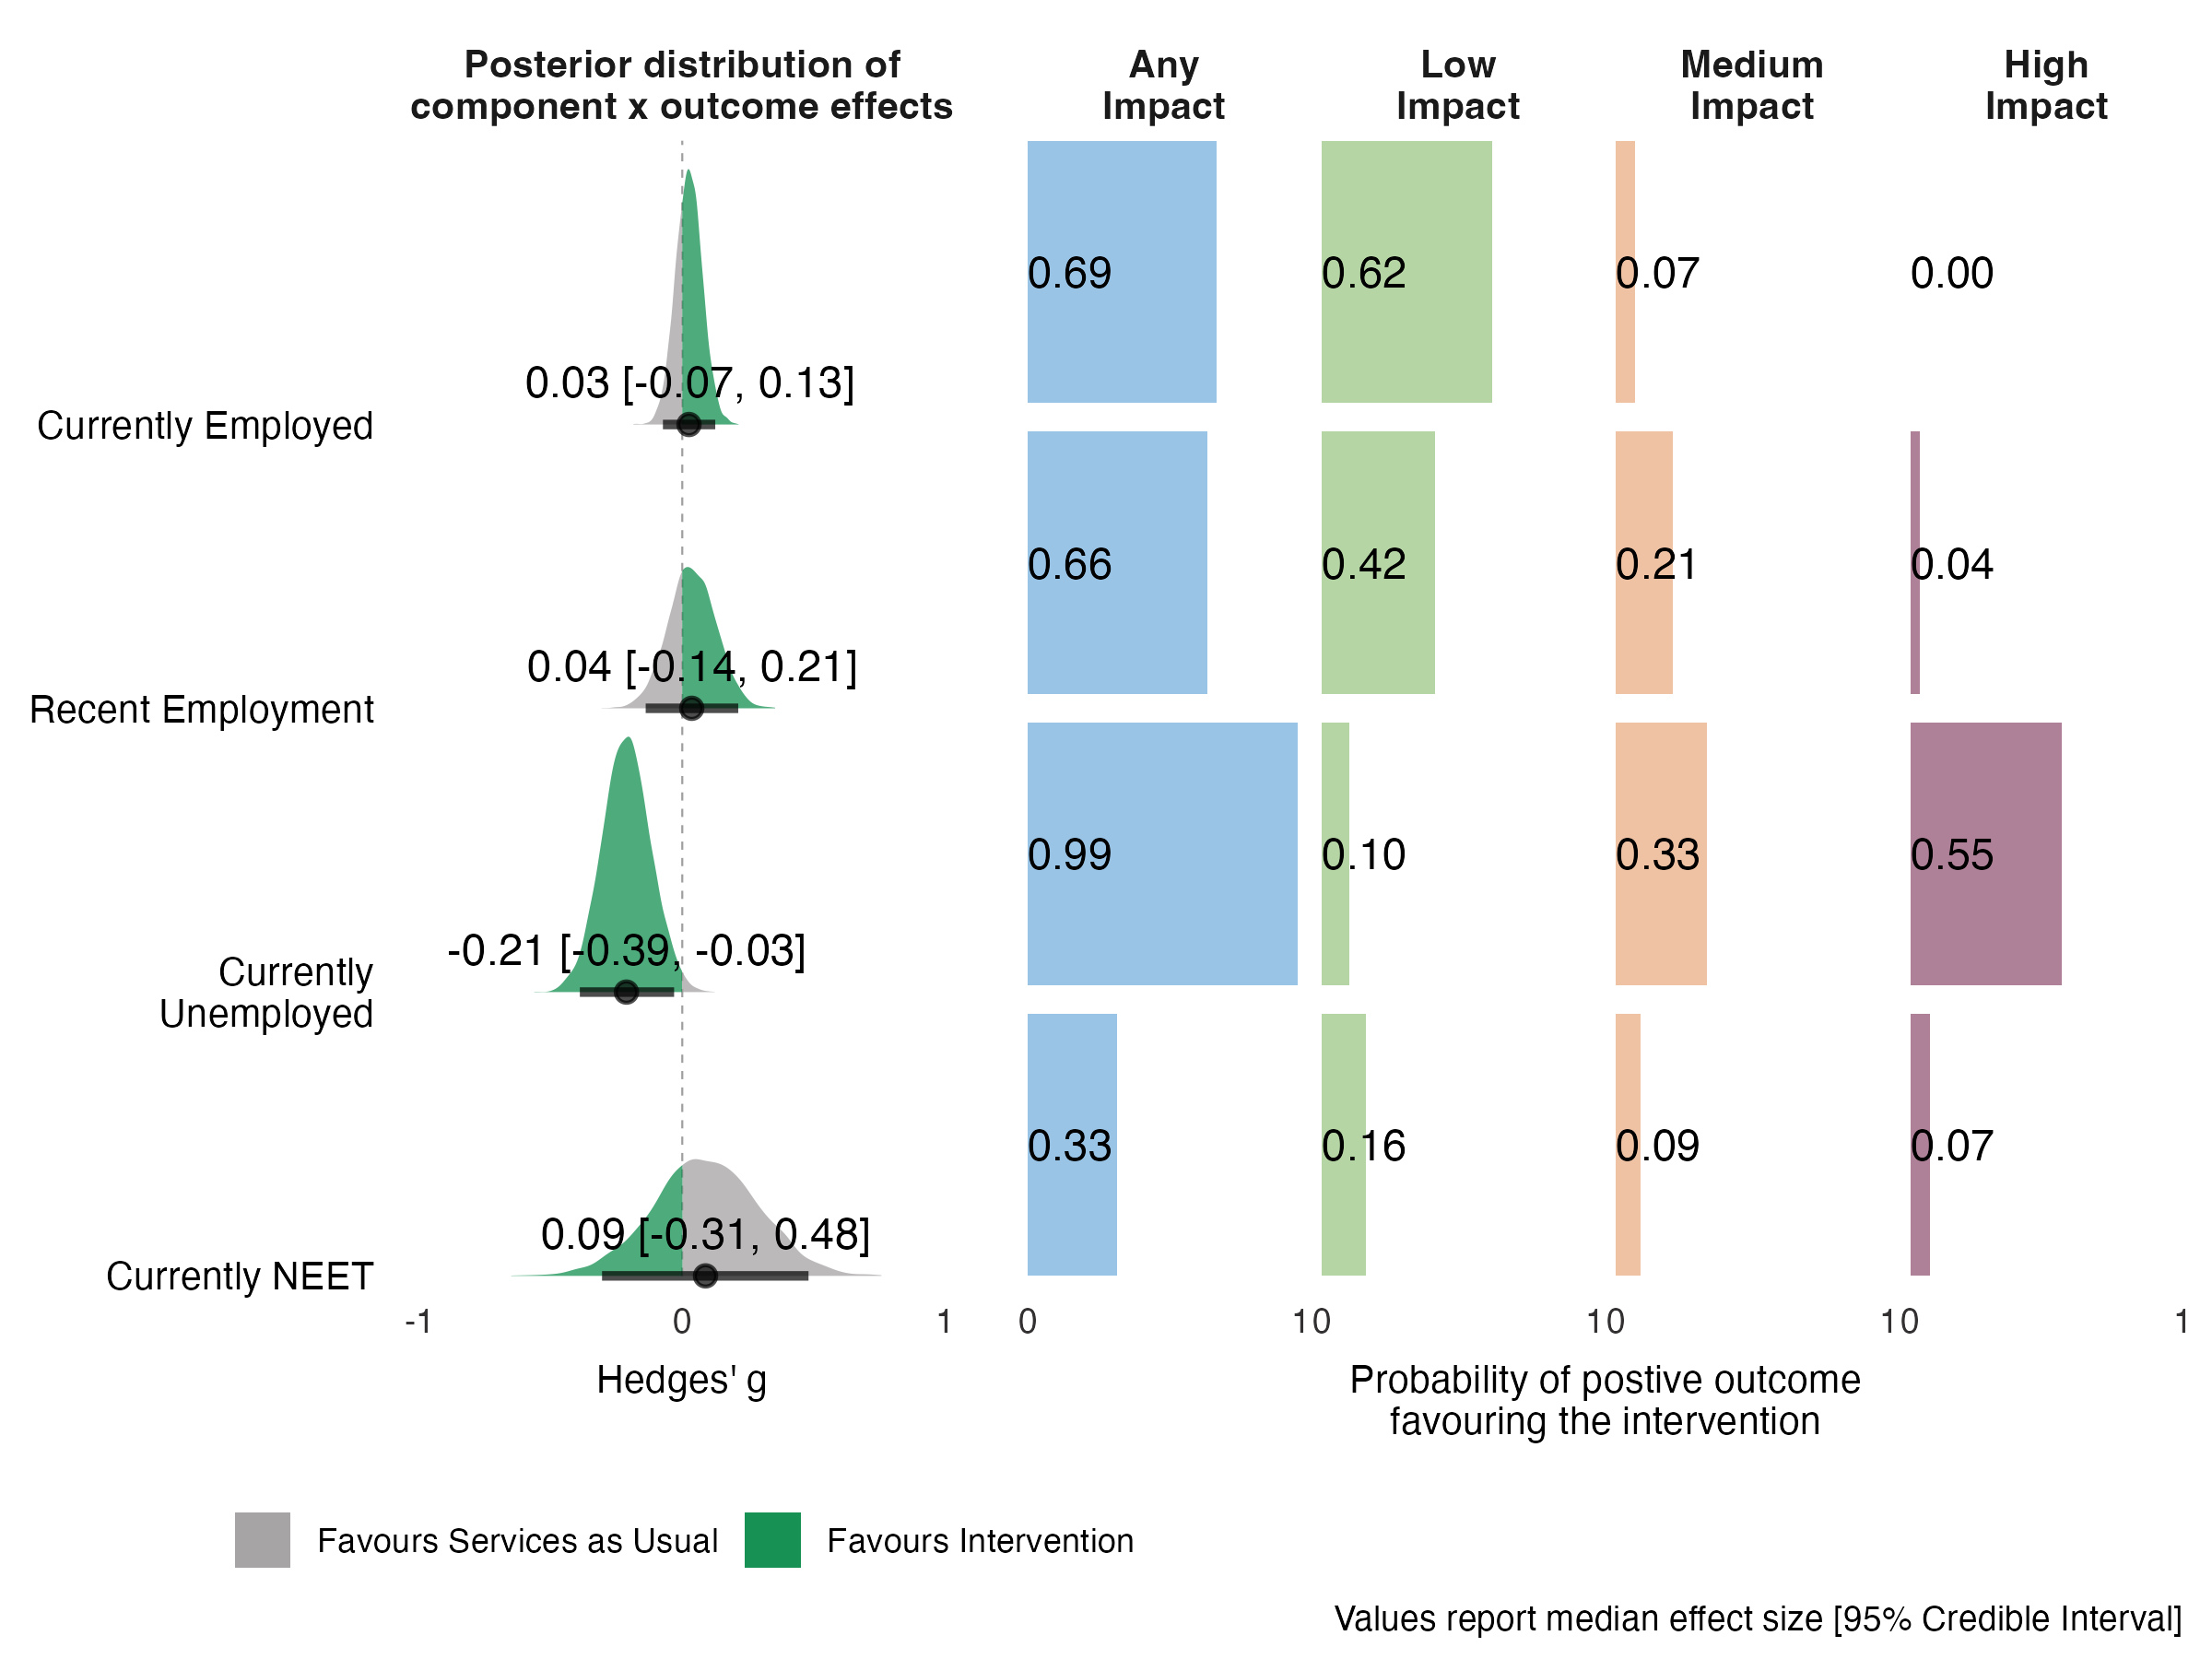 Posterior distribution of
component x outcome effects
Any
Impact
Low
Impact
Medium
Impact
High
Impact
Currently Employed
0.03 [-0.07, 0.13]
0.69
0.62
0.07
0.00
Recent Employment
0.04 [-0.14, 0.21]
0.66
0.42
0.21
0.04
Currently
Unemployed
-0.21 [-0.39, -0.03]
0.99
0.10
0.33
0.55
Currently NEET
0.09 [-0.31, 0.48]
0.33
0.16
0.09
0.07
-1 0 1
0 10 10 10 1
Hedges' g
Probability of postive outcome
favouring the intervention
Favours Services as Usual
Favours Intervention
Values report median effect size [95% Credible Interval]